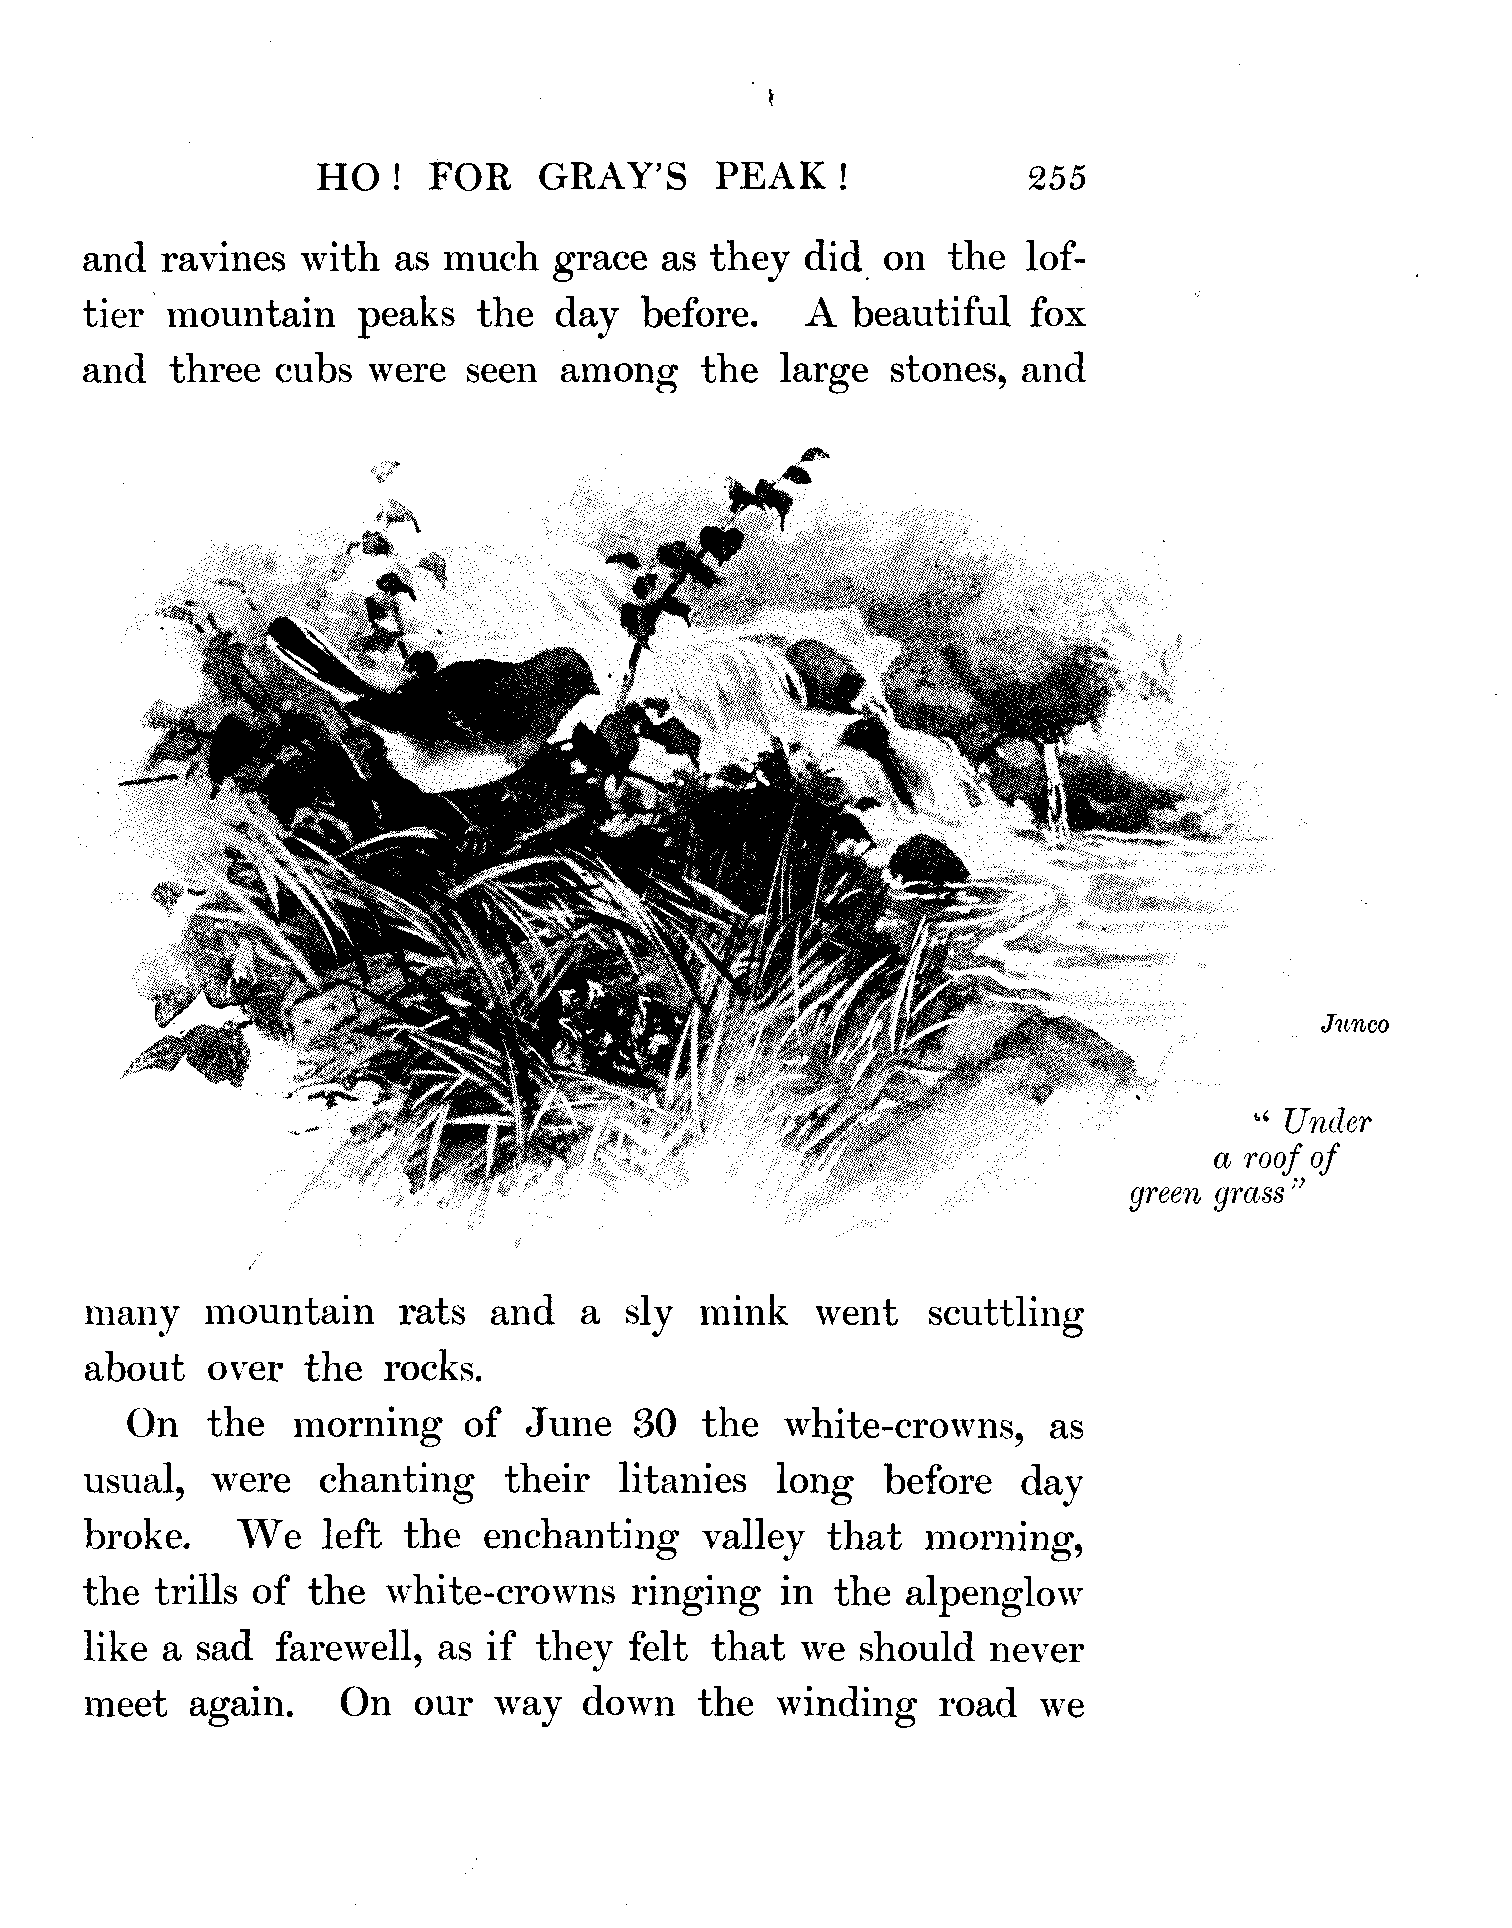 HO! FOR GRAY'S PEAK! 255
and ravines with as much grace as they did on the lof-
tier mountain peaks the day before. A beautiful fox
and three cubs were seen among the large stones, and
Junco
“ Under
a roof of
green grass”
many mountain rats and a sly mink went scuttling
about over the rocks.
On the morning of June 30 the white-crowns, as
usual, were chanting their litanies long before day
broke. We left the enchanting valley that morning,
the trills of the white-crowns ringing in the alpenglow
like a sad farewell, as if they felt that we should never
meet again. On our way down the winding road we